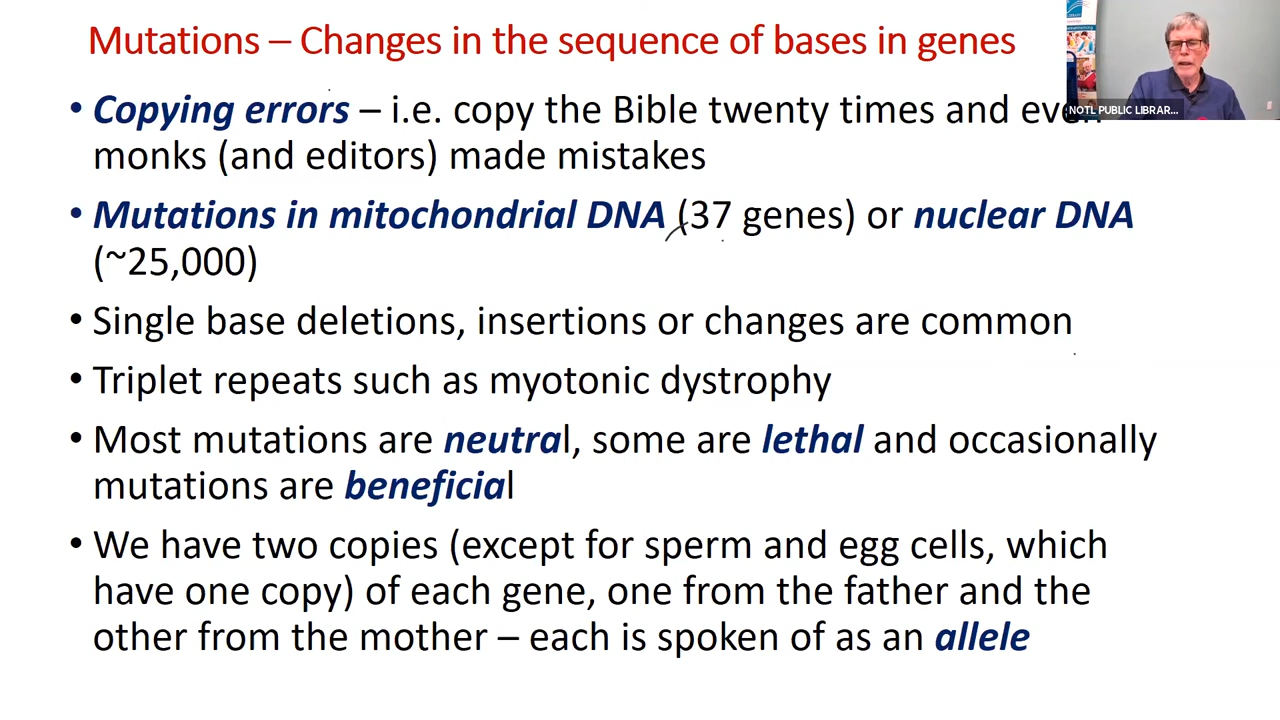 Mutations – Changes in the sequence of bases in genes
• Copying errors – i.e. copy the Bible twenty times and even
monks (and editors) made mistakes
• Mutations in mitochondrial DNA (37 genes) or nuclear DNA
(~25,000)
• Single base deletions, insertions or changes are common
• Triplet repeats such as myotonic dystrophy
• Most mutations are neutral, some are lethal and occasionally
mutations are beneficial
• We have two copies (except for sperm and egg cells, which
have one copy) of each gene, one from the father and the
other from the mother – each is spoken of as an allele
NOTL PUBLIC LIBRAR...